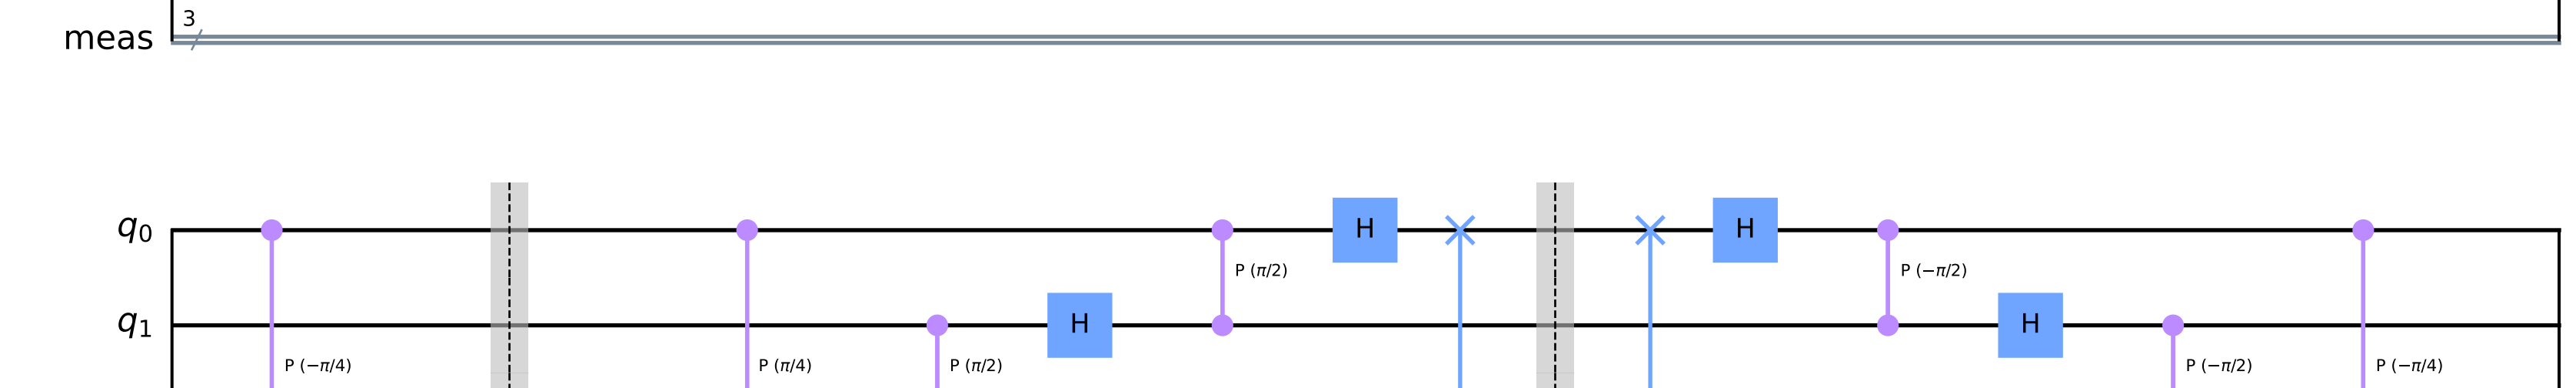 3
meas
q0 H H
P (π/2) P (−π/2)
q1 H H
P (−π/4) P (π/4) P (π/2) P (−π/2) P (−π/4)